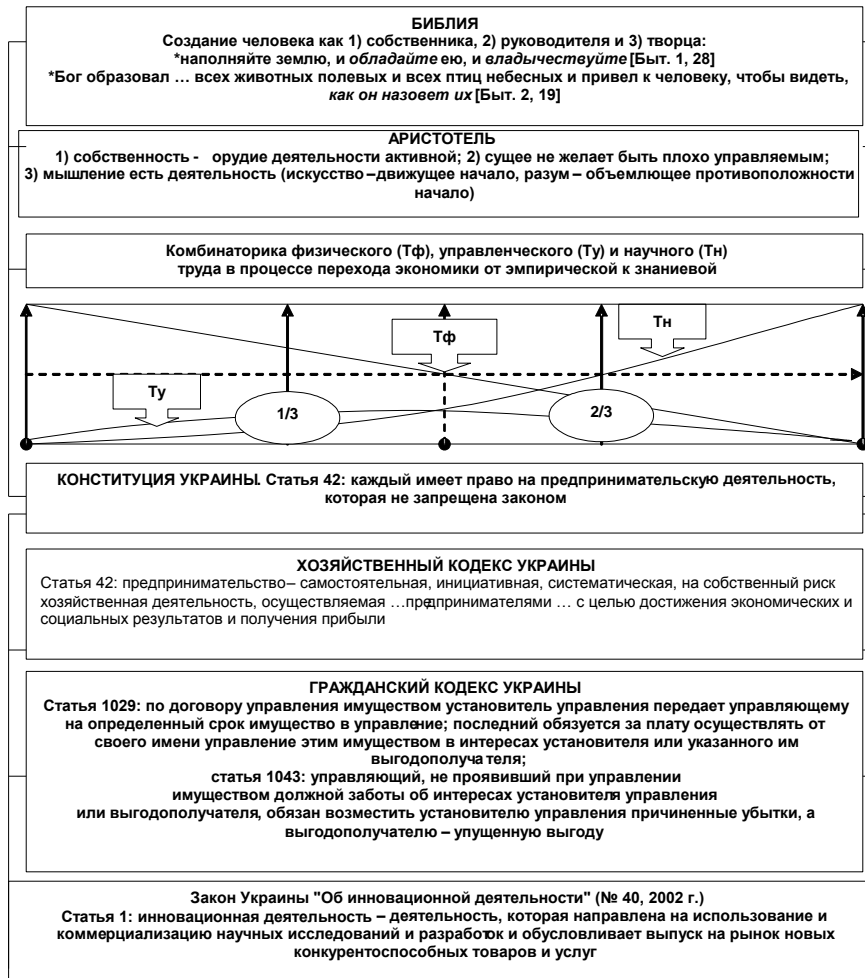 БИБЛИЯ
Создание человека как 1) собственника, 2) руководителя и 3) творца:
*наполняйте землю, и обладайте ею, и владычествуйте [Быт. 1, 28]
*Бог образовал … всех животных полевых и всех птиц небесных и привел к человеку, чтобы видеть,
как он назовет их [Быт. 2, 19]
АРИСТОТЕЛЬ
1) собственность - орудие деятельности активной; 2) сущее не желает быть плохо управляемым;
3) мышление есть деятельность (искусство – движущее начало, разум – объемлющее противоположности
начало)
Комбинаторика физического (Тф), управленческого (Ту) и научного (Тн)
труда в процессе перехода экономики от эмпирической к знаниевой
Тн
Тф
Ту
1/3
2/3
КОНСТИТУЦИЯ УКРАИНЫ. Статья 42: каждый имеет право на предпринимательскую деятельность,
которая не запрещена законом
ХОЗЯЙСТВЕННЫЙ КОДЕКС УКРАИНЫ
Статья 42: предпринимательство – самостоятельная, инициативная, систематическая, на собственный риск
хозяйственная деятельность, осуществляемая …предпринимателями … с целью достижения экономических и
социальных результатов и получения прибыли
ГРАЖДАНСКИЙ КОДЕКС УКРАИНЫ
Статья 1029: по договору управления имуществом установитель управления передает управляющему
на определенный срок имущество в управление; последний обязуется за плату осуществлять от
своего имени управление этим имуществом в интересах установителя или указанного им
выгодополучателя;
статья 1043: управляющий, не проявивший при управлении
имуществом должной заботы об интересах установителя управления
или выгодополучателя, обязан возместить установителю управления причиненные убытки, а
выгодополучателю – упущенную выгоду
Закон Украины "Об инновационной деятельности" (№ 40, 2002 г.)
Статья 1: инновационная деятельность – деятельность, которая направлена на использование и
коммерциализацию научных исследований и разработок и обусловливает выпуск на рынок новых
конкурентоспособных товаров и услуг